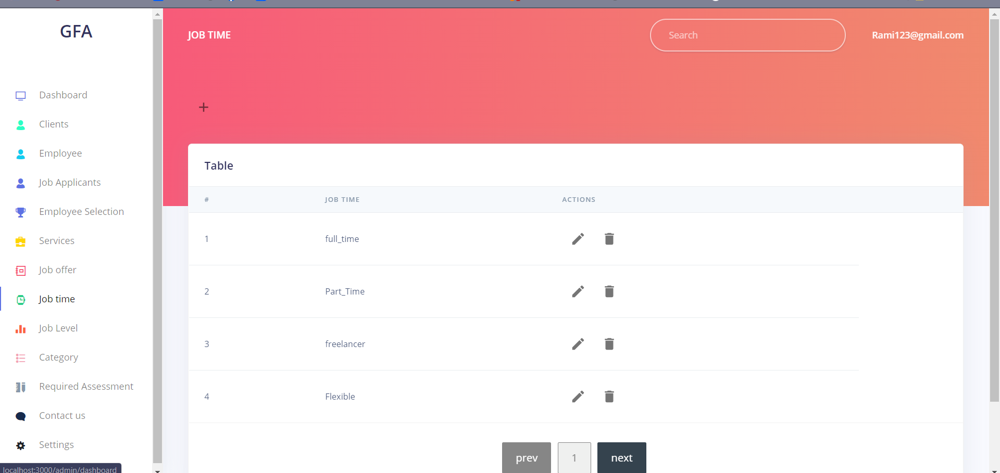 GFA
Dashboard
Clients
Employee
Job Applicants
Employee Selection
Services
Job offer
Job time
Job Level
Category
Required Assessment
Contact us
Settings
localhost:3000/admin/dashboard
JOB TIME
Search
Rami123@gmail.com
+
Table
# JOB TIME ACTIONS
1 full_time
2 Part_Time
3 freelancer
4 Flexible
prev 1 next